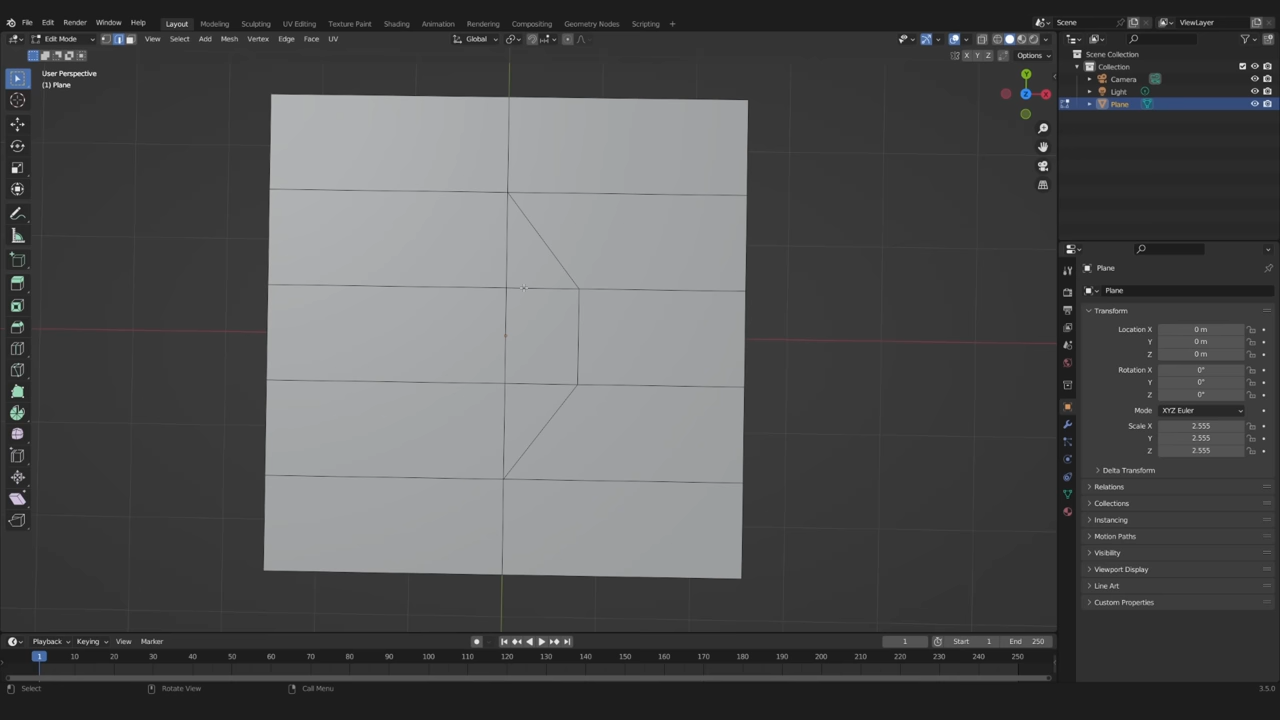 File Edit Render Window Help Layout Modeling Sculpting UV Editing Texture Paint Shading Animation Rendering Compositing Geometry Nodes Scripting + Scene ViewLayer
Edit Mode View Select Add Mesh Vertex Edge Face UV Global
X Y Z Options
User Perspective
(1) Plane
Y
Z X
Scene Collection
Collection
Camera
Light
Plane
Plane
Plane
Transform
Location X 0 m
Y 0 m
Z 0 m
Rotation X 0°
Y 0°
Z 0°
Mode XYZ Euler
Scale X 2.555
Y 2.555
Z 2.555
Delta Transform
Relations
Collections
Instancing
Motion Paths
Visibility
Viewport Display
Line Art
Custom Properties
Playback Keying View Marker 1 Start 1 End 250
1 10 20 30 40 50 60 70 80 90 100 110 120 130 140 150 160 170 180 190 200 210 220 230 240 250
Select Rotate View Call Menu 3.5.0